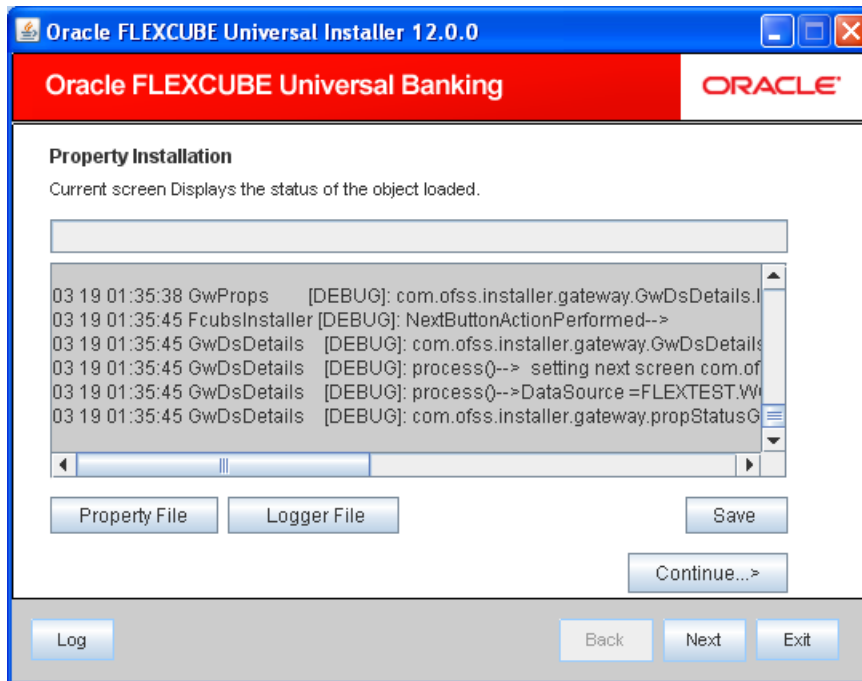 Oracle FLEXCUBE Universal Installer 12.0.0
Oracle FLEXCUBE Universal Banking
ORACLE
Property Installation
Current screen Displays the status of the object loaded.
03 19 01:35:38 GwProps [DEBUG]: com.ofss.installer.gateway.GwDsDetails.
03 19 01:35:45 FcubsInstaller [DEBUG]: NextButtonActionPerformed-->
03 19 01:35:45 GwDsDetails [DEBUG]: com.ofss.installer.gateway.GwDsDetails
03 19 01:35:45 GwDsDetails [DEBUG]: process()--> setting next screen com.of
03 19 01:35:45 GwDsDetails [DEBUG]: process()-->DataSource =FLEXTEST.W
03 19 01:35:45 GwDsDetails [DEBUG]: com.ofss.installer.gateway.propStatusG
Property File Logger File Save
Continue...>
Log Back Next Exit